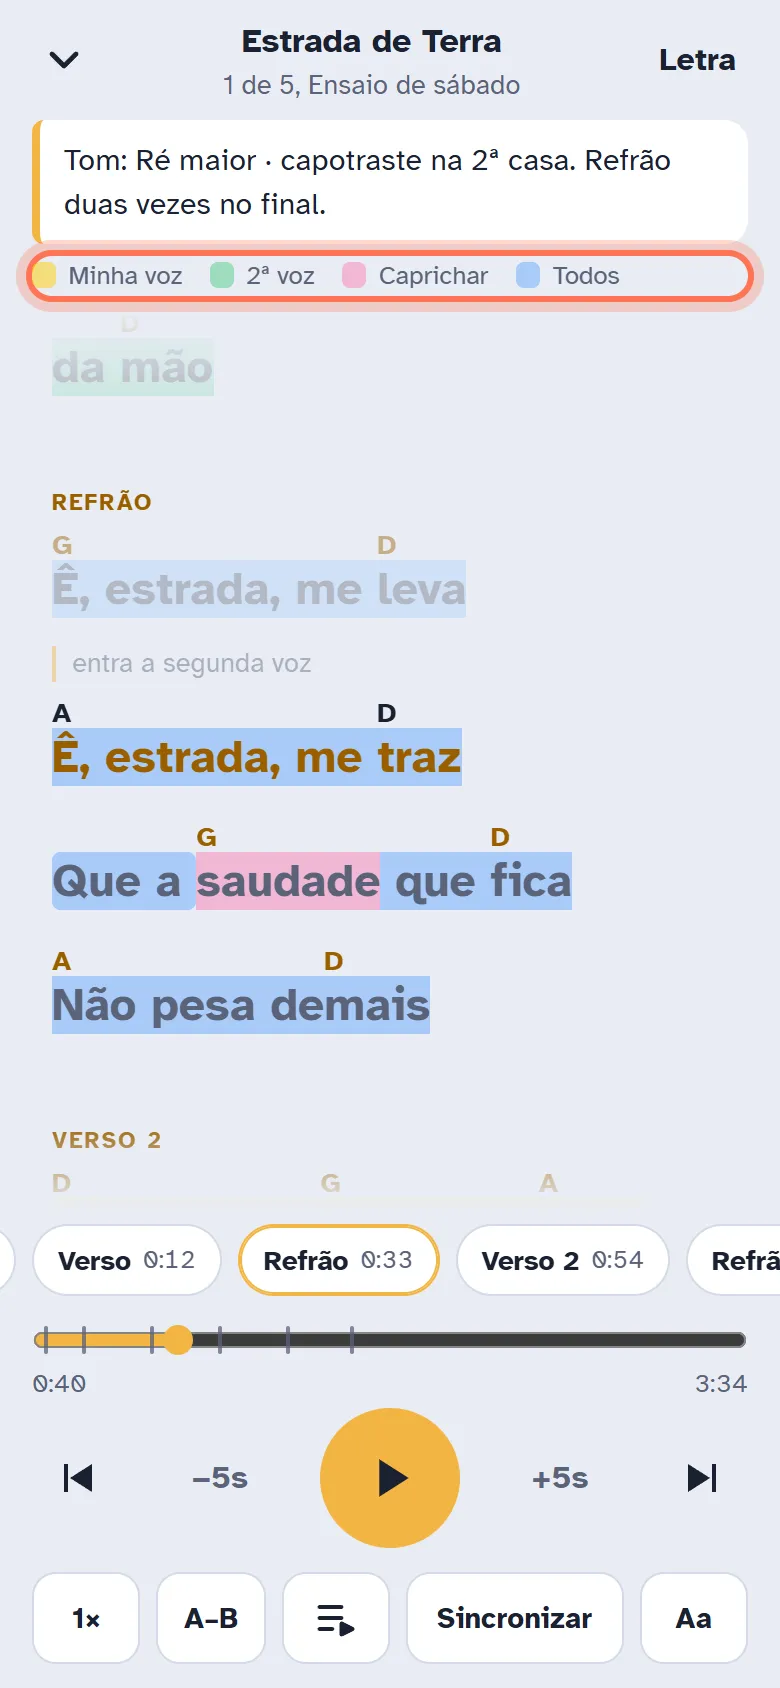 Estrada de Terra
1 de 5, Ensaio de sábado
Letra
Tom: Ré maior · capotraste na 2ª casa. Refrão
duas vezes no final.
Minha voz 2ª voz Caprichar Todos
D
da mão
REFRÃO
G D
Ê, estrada, me leva
entra a segunda voz
A D
Ê, estrada, me traz
G D
Que a saudade que fica
A D
Não pesa demais
VERSO 2
D G A
Verso 0:12 Refrão 0:33 Verso 2 0:54 Refrã
0:40 3:34
–5s +5s
1× A–B Sincronizar Aa